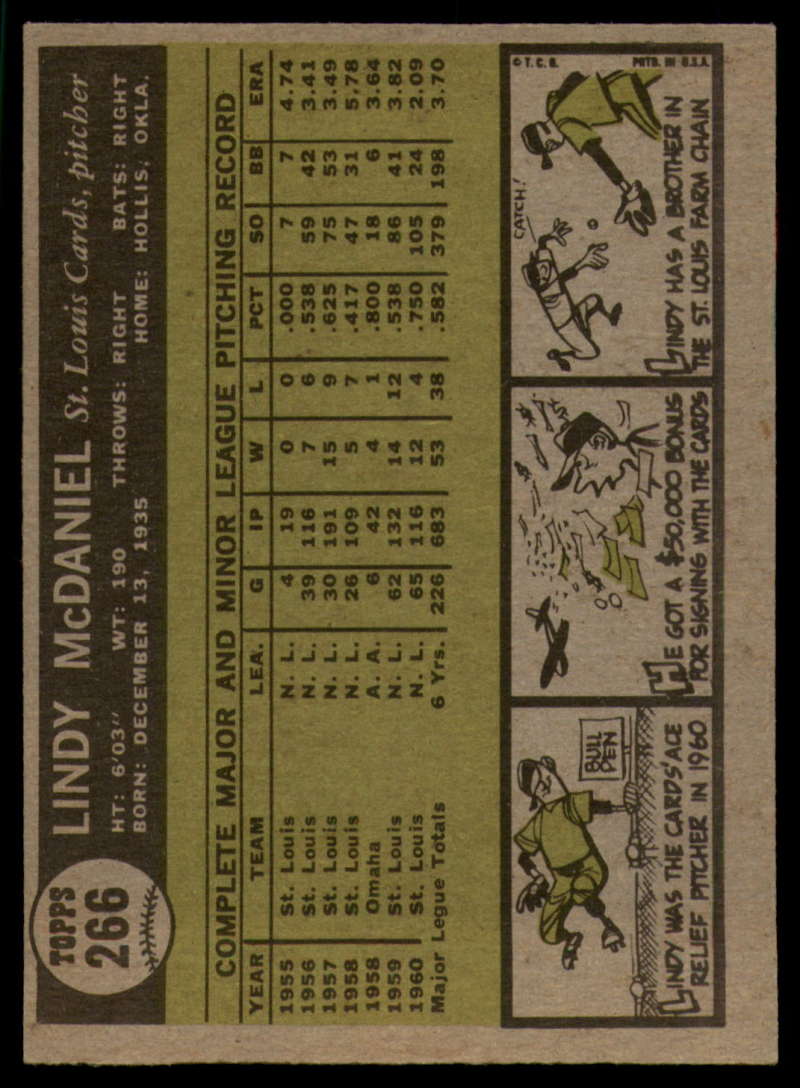 TOPPS
266
LINDY McDANIEL St. Louis Cards, pitcher
HT: 6'03" WT: 190 THROWS: RIGHT BATS: RIGHT
BORN: DECEMBER 13, 1935 HOME: HOLLIS, OKLA.
COMPLETE MAJOR AND MINOR LEAGUE PITCHING RECORD
YEAR TEAM LEA. G IP W L PCT SO BB ERA
1955 St. Louis N. L. 4 19 0 0 .000 7 7 4.74
1956 St. Louis N. L. 39 116 7 6 .538 59 42 3.41
1957 St. Louis N. L. 30 191 15 9 .625 75 53 3.49
1958 St. Louis N. L. 26 109 5 7 .417 47 31 5.78
1958 Omaha A. A. 6 42 4 1 .800 18 6 3.64
1959 St. Louis N. L. 62 132 14 12 .538 86 41 3.82
1960 St. Louis N. L. 65 116 12 4 .750 105 24 2.09
Major Legue Totals 6 Yrs. 226 683 53 38 .582 379 198 3.70
BULL
PEN
LINDY WAS THE CARDS' ACE
RELIEF PITCHER IN 1960
HE GOT A $50,000 BONUS
FOR SIGNING WITH THE CARDS
© T. C. G. PRTD. IN U.S.A.
CATCH!
LINDY HAS A BROTHER IN
THE ST. LOUIS FARM CHAIN